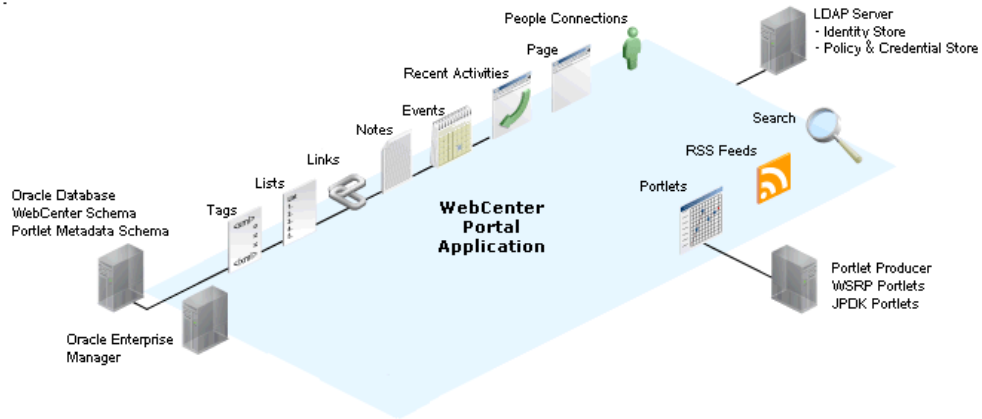 People Connections
Page
Recent Activities
Events
Notes
Links
Lists
Tags
Oracle Database
WebCenter Schema
Portlet Metadata Schema
Oracle Enterprise
Manager
WebCenter
Portal
Application
LDAP Server
- Identity Store
- Policy & Credential Store
Search
RSS Feeds
Portlets
Portlet Producer
WSRP Portlets
JPDK Portlets